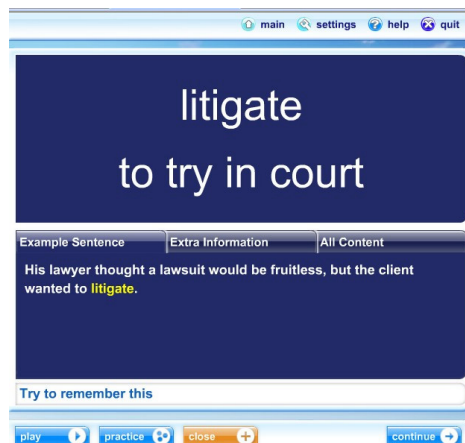 main settings help quit
litigate
to try in court
Example Sentence Extra Information All Content
His lawyer thought a lawsuit would be fruitless, but the client
wanted to litigate.
Try to remember this
play practice close continue